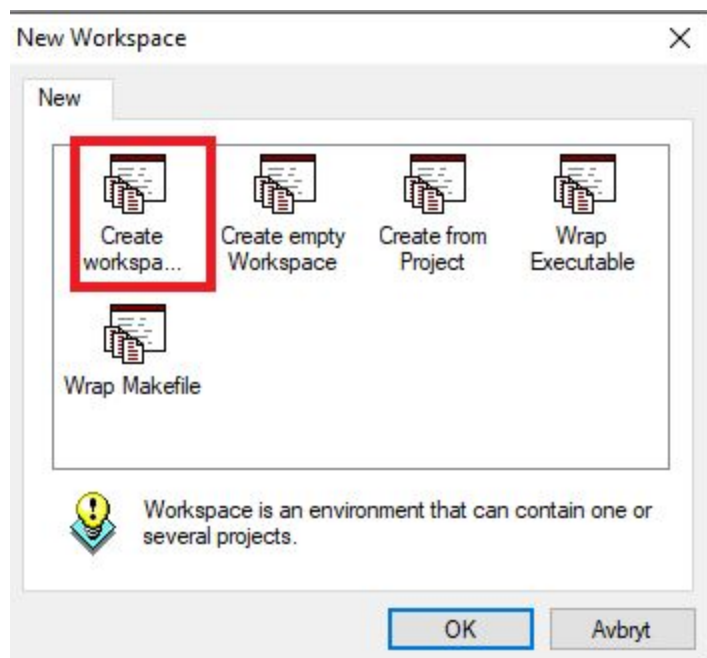 New Workspace
New
Create
workspa...
Create empty
Workspace
Create from
Project
Wrap
Executable
Wrap Makefile
Workspace is an environment that can contain one or
several projects.
OK
Avbryt